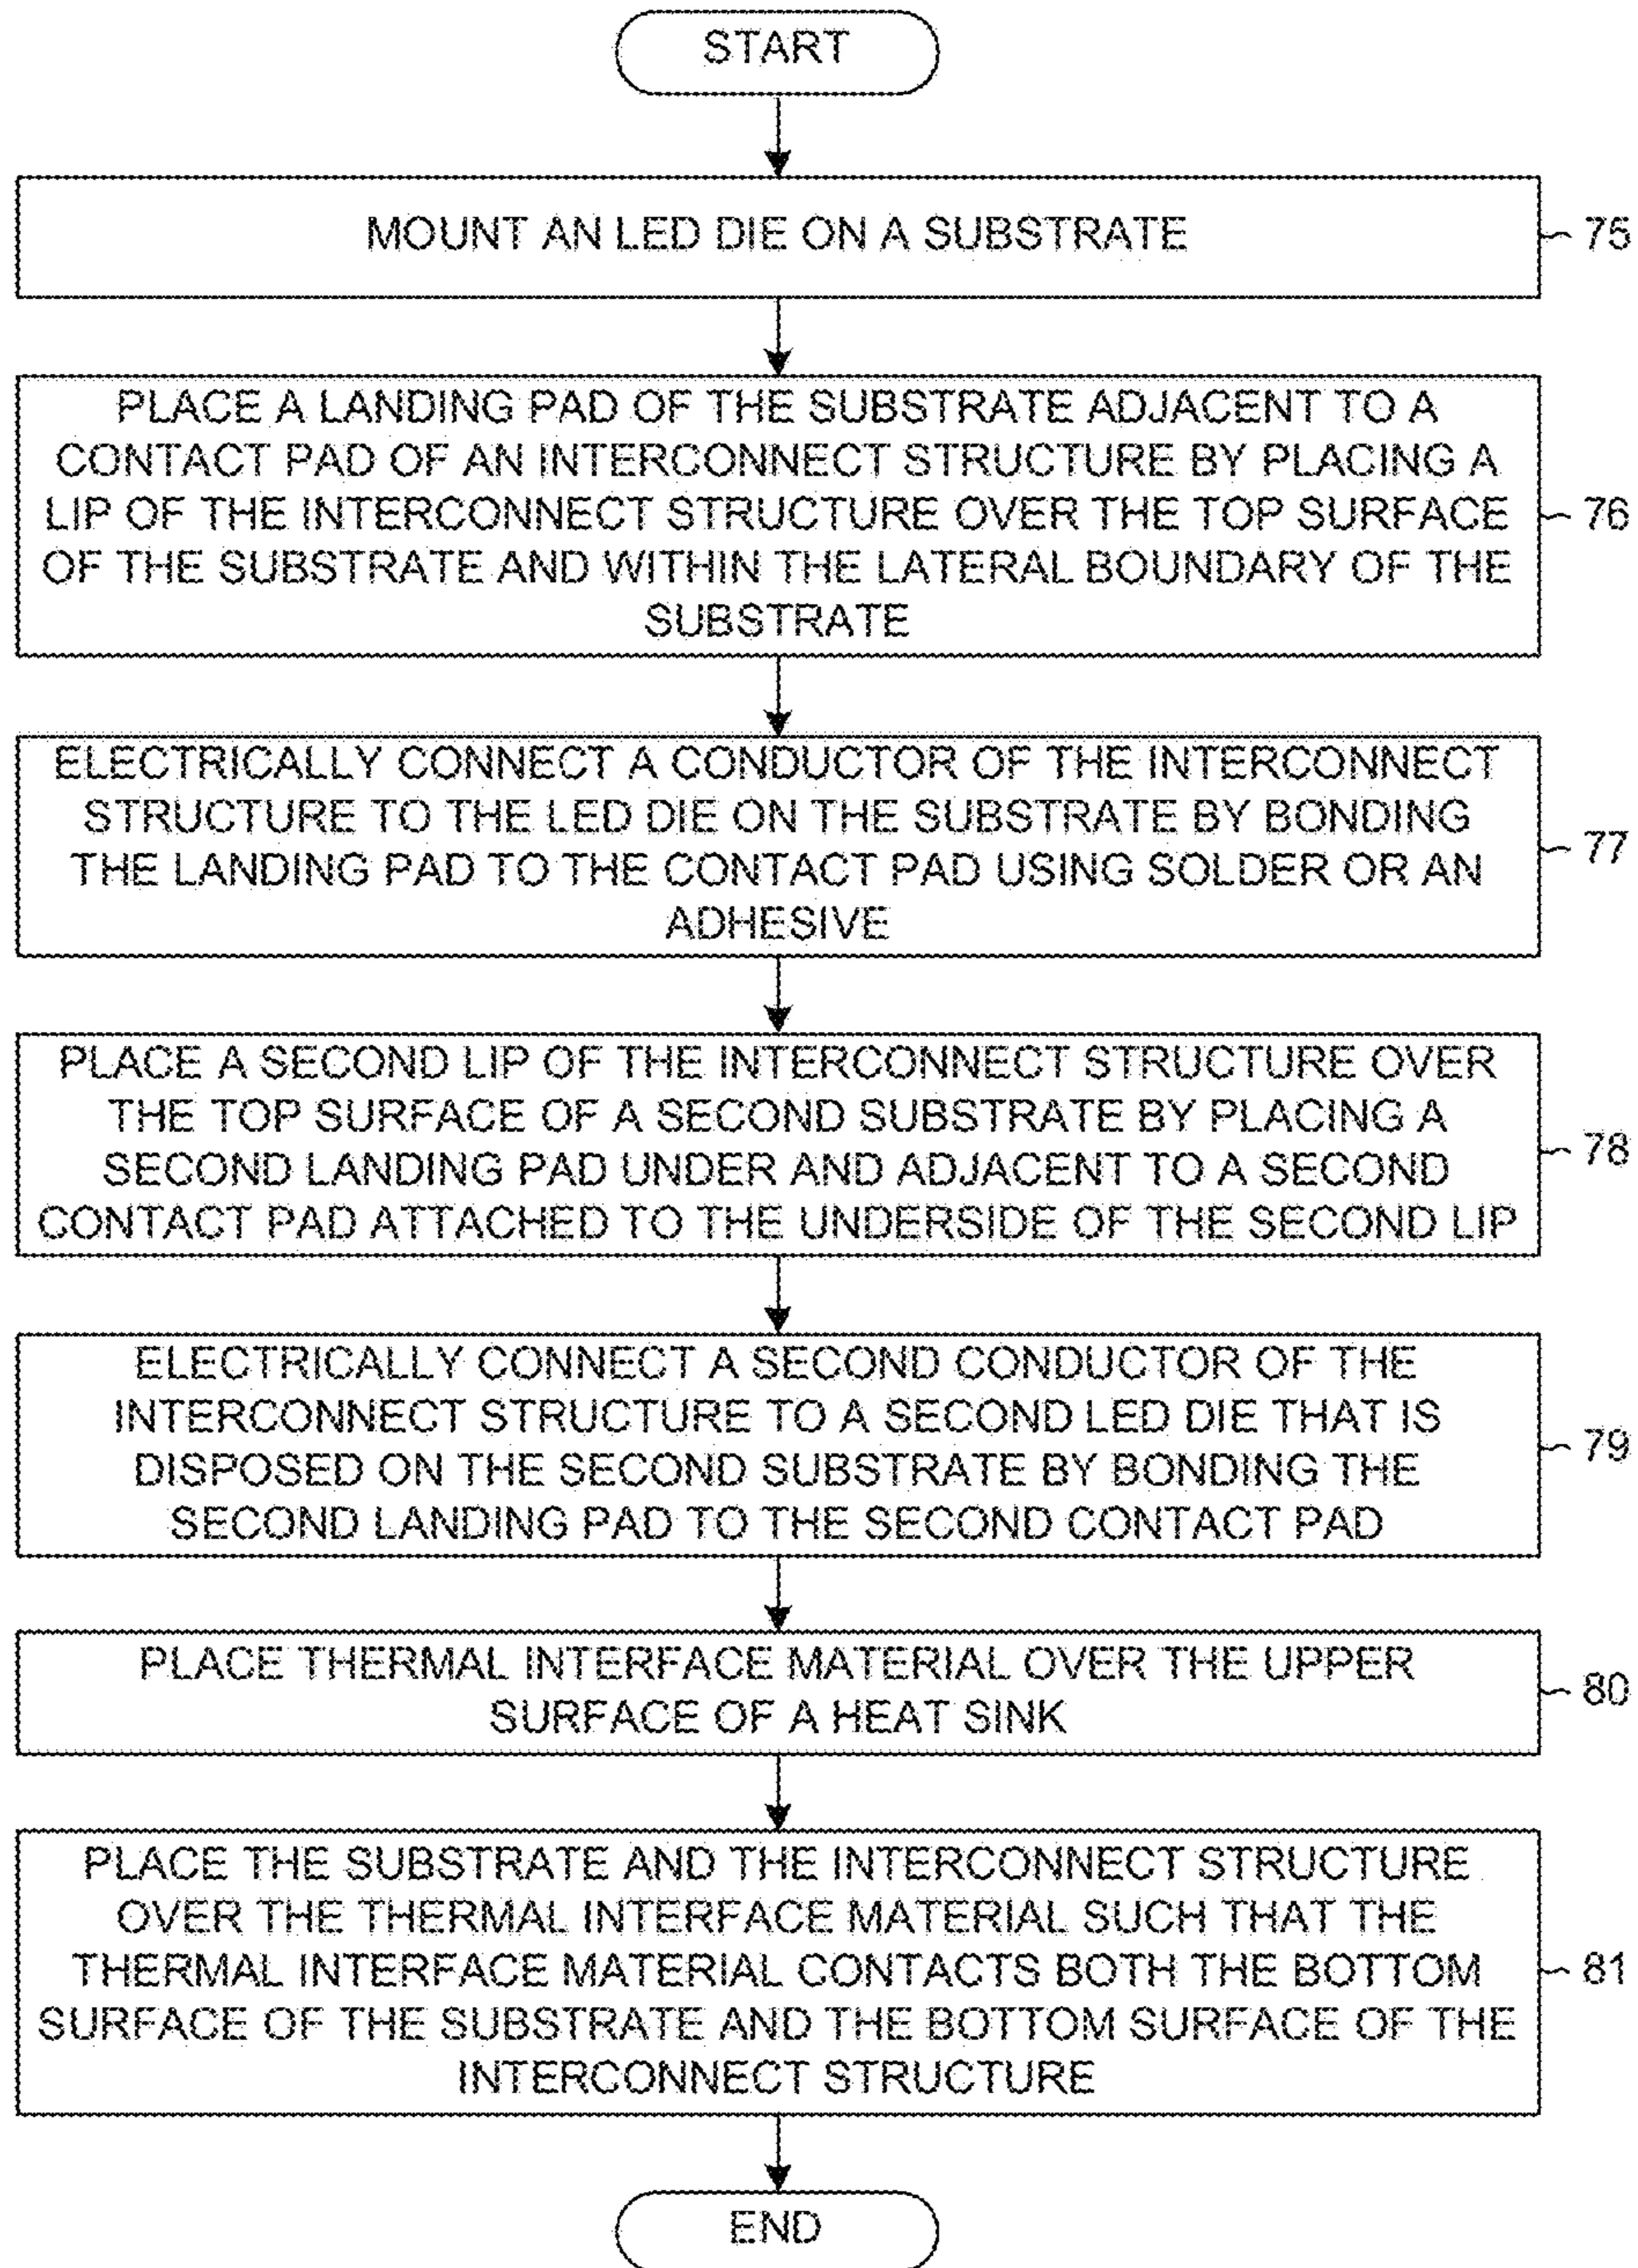 START
MOUNT AN LED DIE ON A SUBSTRATE
75
PLACE A LANDING PAD OF THE SUBSTRATE ADJACENT TO A
CONTACT PAD OF AN INTERCONNECT STRUCTURE BY PLACING A
LIP OF THE INTERCONNECT STRUCTURE OVER THE TOP SURFACE
OF THE SUBSTRATE AND WITHIN THE LATERAL BOUNDARY OF THE
SUBSTRATE
76
ELECTRICALLY CONNECT A CONDUCTOR OF THE INTERCONNECT
STRUCTURE TO THE LED DIE ON THE SUBSTRATE BY BONDING
THE LANDING PAD TO THE CONTACT PAD USING SOLDER OR AN
ADHESIVE
77
PLACE A SECOND LIP OF THE INTERCONNECT STRUCTURE OVER
THE TOP SURFACE OF A SECOND SUBSTRATE BY PLACING A
SECOND LANDING PAD UNDER AND ADJACENT TO A SECOND
CONTACT PAD ATTACHED TO THE UNDERSIDE OF THE SECOND LIP
78
ELECTRICALLY CONNECT A SECOND CONDUCTOR OF THE
INTERCONNECT STRUCTURE TO A SECOND LED DIE THAT IS
DISPOSED ON THE SECOND SUBSTRATE BY BONDING THE
SECOND LANDING PAD TO THE SECOND CONTACT PAD
79
PLACE THERMAL INTERFACE MATERIAL OVER THE UPPER
SURFACE OF A HEAT SINK
80
PLACE THE SUBSTRATE AND THE INTERCONNECT STRUCTURE
OVER THE THERMAL INTERFACE MATERIAL SUCH THAT THE
THERMAL INTERFACE MATERIAL CONTACTS BOTH THE BOTTOM
SURFACE OF THE SUBSTRATE AND THE BOTTOM SURFACE OF THE
INTERCONNECT STRUCTURE
81
END